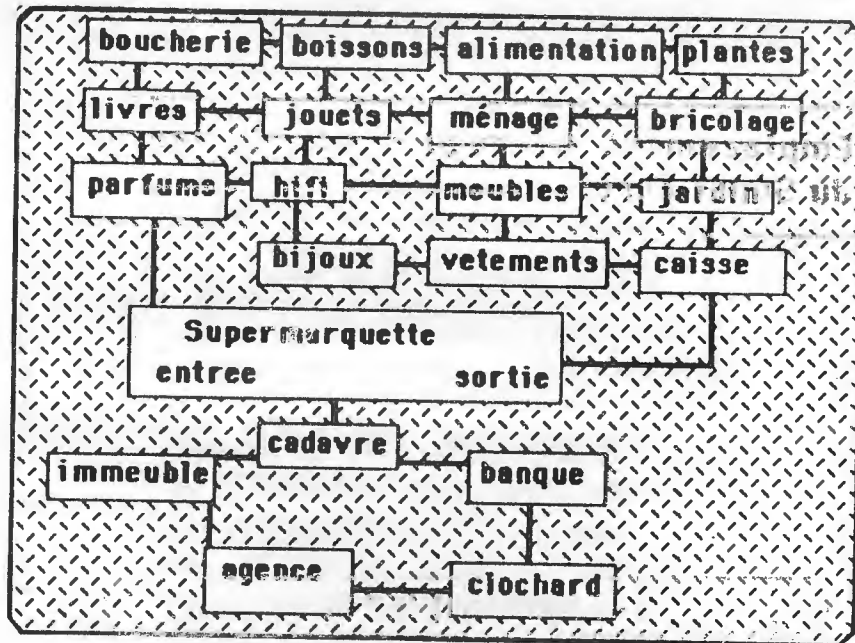 boucherie boissons alimentation plantes
livres jouets ménage bricolage
parfums hifi meubles jardin
bijoux vetements caisse
Supermarquette
entree sortie
cadavre
immeuble banque
agence clochard